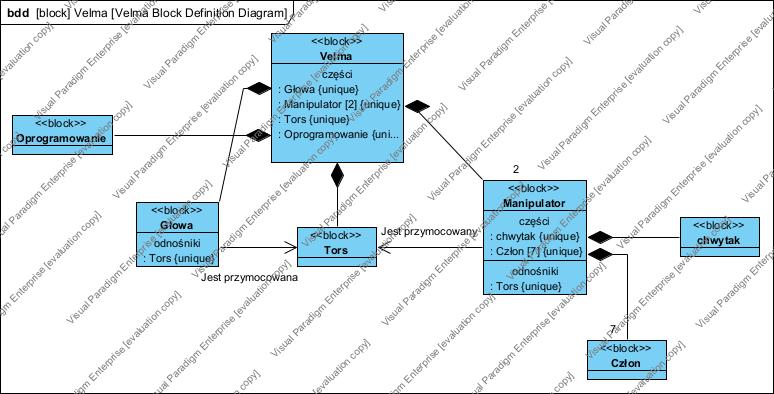 bdd [block] Velma [Velma Block Definition Diagram]
<<block>>
Velma
części
: Głowa {unique}
: Manipulator [2] {unique}
: Tors {unique}
: Oprogramowanie {uni...
<<block>>
Oprogramowanie
2
<<block>>
Manipulator
części
: chwytak {unique}
: Człon [7] {unique}
odnośniki
: Tors {unique}
<<block>>
Głowa
odnośniki
: Tors {unique}
<<block>>
Tors
Jest przymocowany
Jest przymocowana
<<block>>
chwytak
7
<<block>>
Człon
Visual Paradigm Enterprise [evaluation copy]